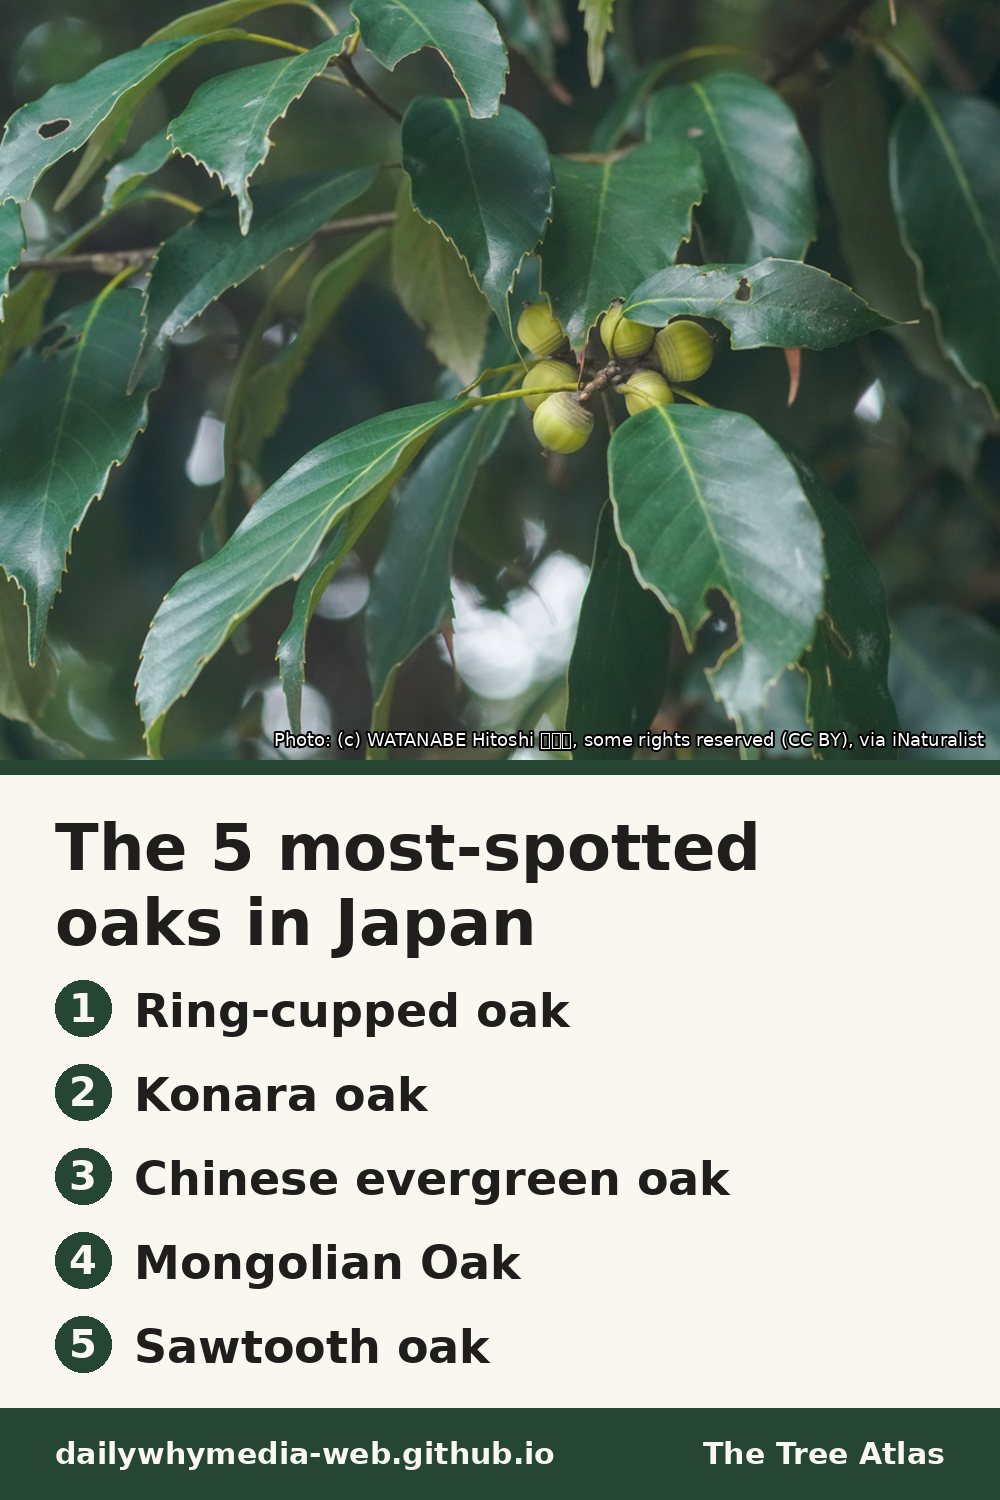 Photo: (c) WATANABE Hitoshi , some rights reserved (CC BY), via iNaturalist
The 5 most-spotted
oaks in Japan
1 Ring-cupped oak
2 Konara oak
3 Chinese evergreen oak
4 Mongolian Oak
5 Sawtooth oak
dailywhymedia-web.github.io The Tree Atlas